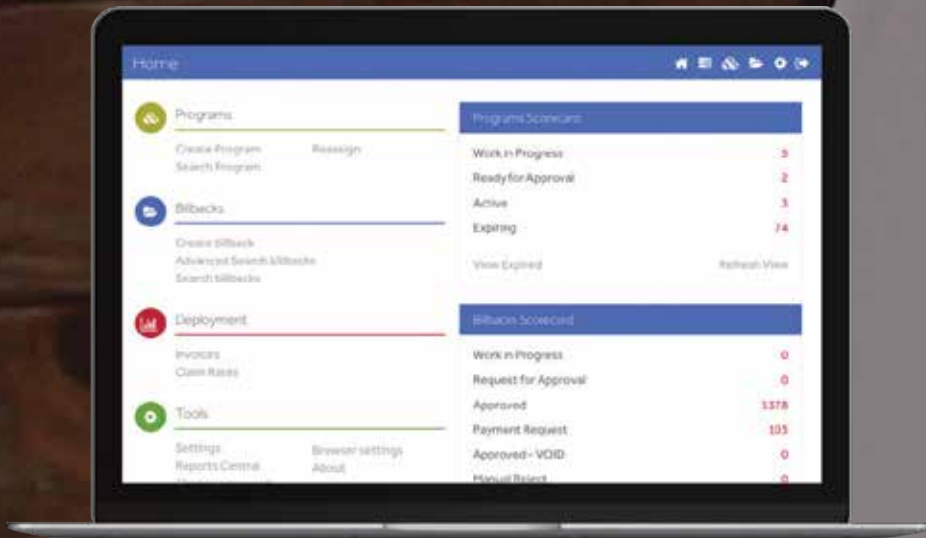 Home
Programs
Create Program Reassign
Search Program
Billbacks
Create billback
Advanced Search billbacks
Search billbacks
Deployment
Invoices
Claim Rates
Tools
Settings Browser settings
Reports Central About
Programs Scorecard
Work in Progress 5
Ready for Approval 2
Active 3
Expiring 74
View Expired Refresh View
Billbacks Scorecard
Work in Progress 0
Request for Approval 0
Approved 1378
Payment Request 103
Approved - VOID 0
Manual Reject 0